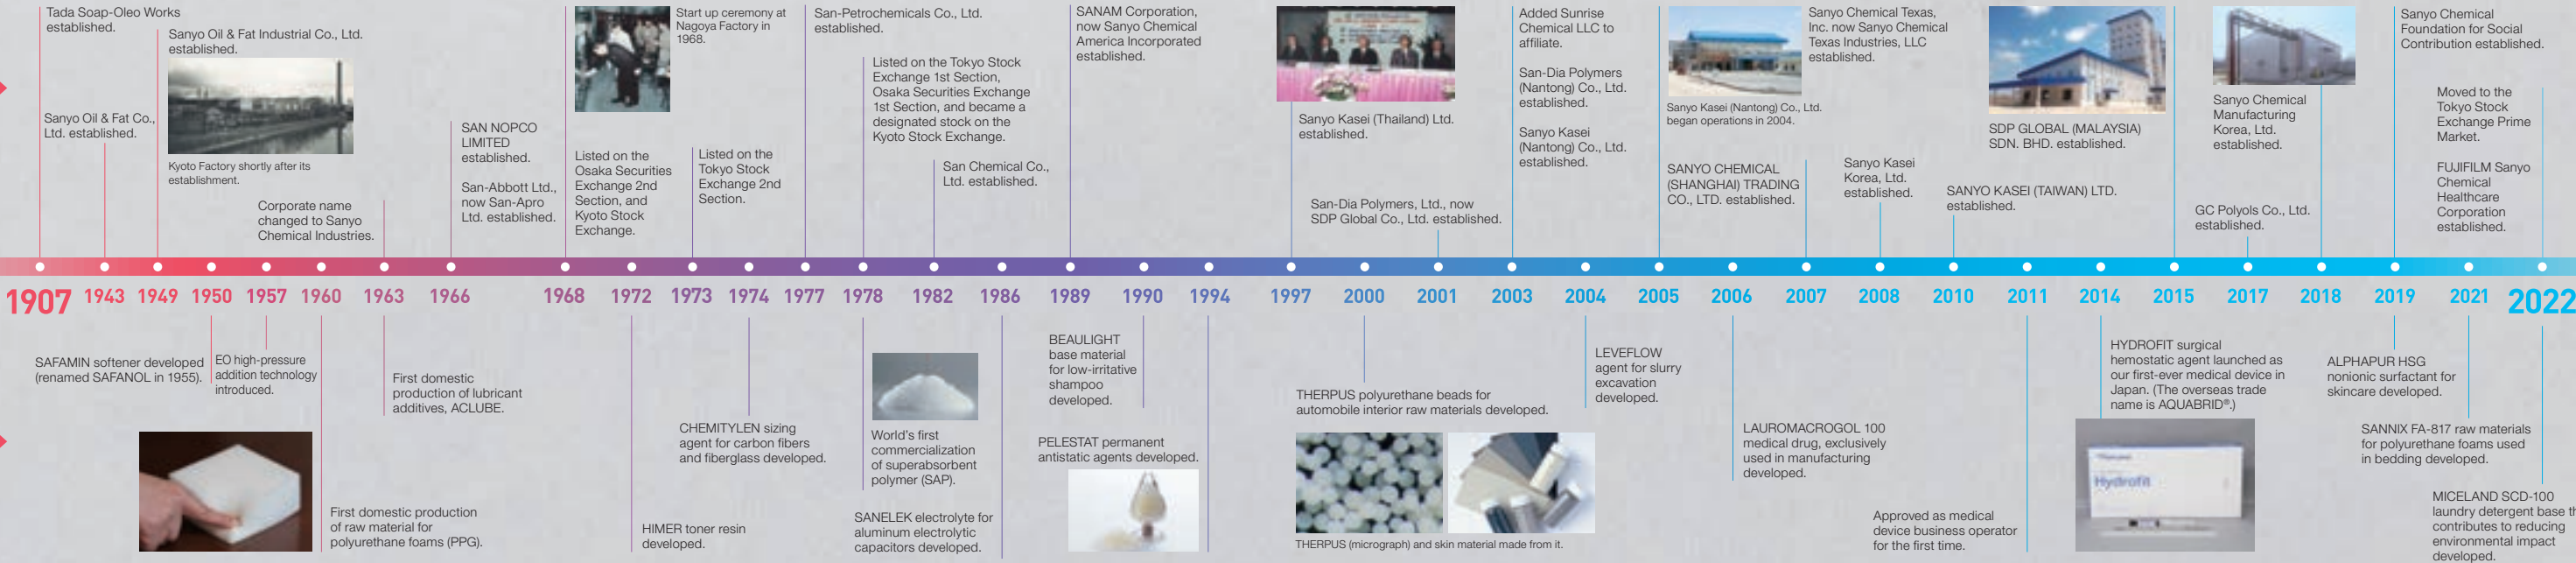 Tada Soap-Oleo Works
established.
Sanyo Oil & Fat Industrial Co., Ltd.
established.
Kyoto Factory shortly after its
establishment.
Sanyo Oil & Fat Co.,
Ltd. established.
Corporate name
changed to Sanyo
Chemical Industries.
SAN NOPCO
LIMITED
established.
San-Abbott Ltd.,
now San-Apro
Ltd. established.
Start up ceremony at
Nagoya Factory in
1968.
Listed on the
Osaka Securities
Exchange 2nd
Section, and
Kyoto Stock
Exchange.
Listed on the
Tokyo Stock
Exchange 2nd
Section.
San-Petrochemicals Co., Ltd.
established.
Listed on the Tokyo Stock
Exchange 1st Section,
Osaka Securities Exchange
1st Section, and became a
designated stock on the
Kyoto Stock Exchange.
San Chemical Co.,
Ltd. established.
SANAM Corporation,
now Sanyo Chemical
America Incorporated
established.
Sanyo Kasei (Thailand) Ltd.
established.
San-Dia Polymers, Ltd., now
SDP Global Co., Ltd. established.
Added Sunrise
Chemical LLC to
affiliate.
San-Dia Polymers
(Nantong) Co., Ltd.
established.
Sanyo Kasei
(Nantong) Co., Ltd.
established.
Sanyo Kasei (Nantong) Co., Ltd.
began operations in 2004.
SANYO CHEMICAL
(SHANGHAI) TRADING
CO., LTD. established.
Sanyo Chemical Texas,
Inc. now Sanyo Chemical
Texas Industries, LLC
established.
Sanyo Kasei
Korea, Ltd.
established.
SANYO KASEI (TAIWAN) LTD.
established.
SDP GLOBAL (MALAYSIA)
SDN. BHD. established.
Sanyo Chemical
Manufacturing
Korea, Ltd.
established.
GC Polyols Co., Ltd.
established.
Sanyo Chemical
Foundation for Social
Contribution established.
Moved to the
Tokyo Stock
Exchange Prime
Market.
FUJIFILM Sanyo
Chemical
Healthcare
Corporation
established.
1907 1943 1949 1950 1957 1960 1963 1966 1968 1972 1973 1974 1977 1978 1982 1986 1989 1990 1994 1997 2000 2001 2003 2004 2005 2006 2007 2008 2010 2011 2014 2015 2017 2018 2019 2021 2022
SAFAMIN softener developed
(renamed SAFANOL in 1955).
EO high-pressure
addition technology
introduced.
First domestic production
of raw material for
polyurethane foams (PPG).
First domestic
production of lubricant
additives, ACLUBE.
HIMER toner resin
developed.
CHEMITYLEN sizing
agent for carbon fibers
and fiberglass developed.
World's first
commercialization
of superabsorbent
polymer (SAP).
SANELEK electrolyte for
aluminum electrolytic
capacitors developed.
BEAULIGHT
base material
for low-irritative
shampoo
developed.
PELESTAT permanent
antistatic agents developed.
THERPUS polyurethane beads for
automobile interior raw materials developed.
THERPUS (micrograph) and skin material made from it.
LEVEFLOW
agent for slurry
excavation
developed.
LAUROMACROGOL 100
medical drug, exclusively
used in manufacturing
developed.
Approved as medical
device business operator
for the first time.
HYDROFIT surgical
hemostatic agent launched as
our first-ever medical device in
Japan. (The overseas trade
name is AQUABRID®.)
Hydrofit
ALPHAPUR HSG
nonionic surfactant for
skincare developed.
SANNIX FA-817 raw materials
for polyurethane foams used
in bedding developed.
MICELAND SCD-100
laundry detergent base th
contributes to reducing
environmental impact
developed.